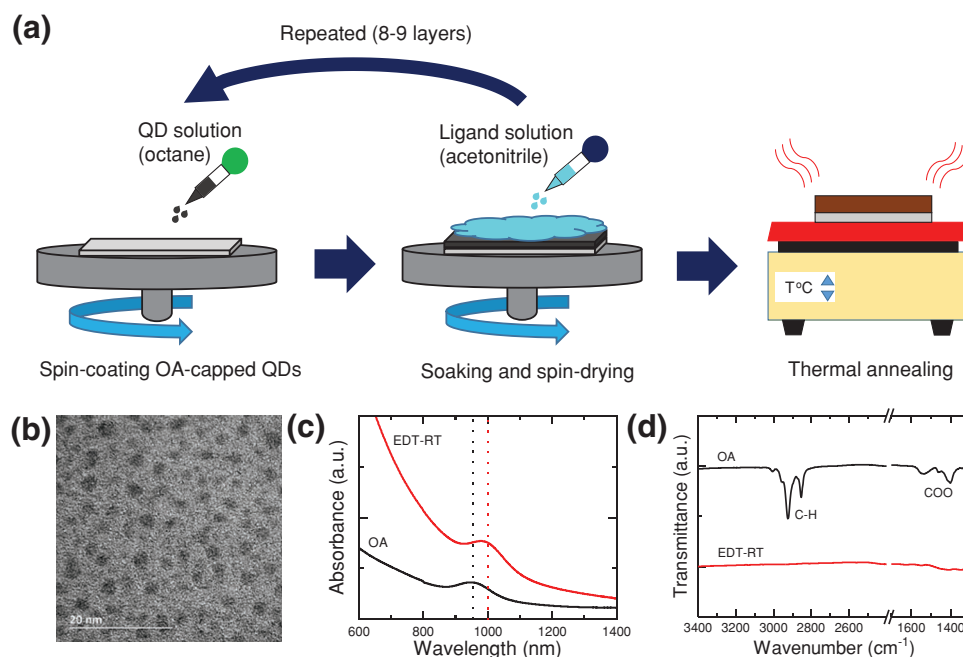 (a)
Repeated (8-9 layers)
QD solution
(octane)
Ligand solution
(acetonitrile)
T°C
Spin-coating OA-capped QDs
Soaking and spin-drying
Thermal annealing
(b)
20 nm
(c)
EDT-RT
OA
Absorbance (a.u.)
600 800 1000 1200 1400
Wavelength (nm)
(d)
OA
C-H
COO
EDT-RT
Transmittance (a.u.)
3400 3000 2600 1600 1400
Wavenumber (cm⁻¹)